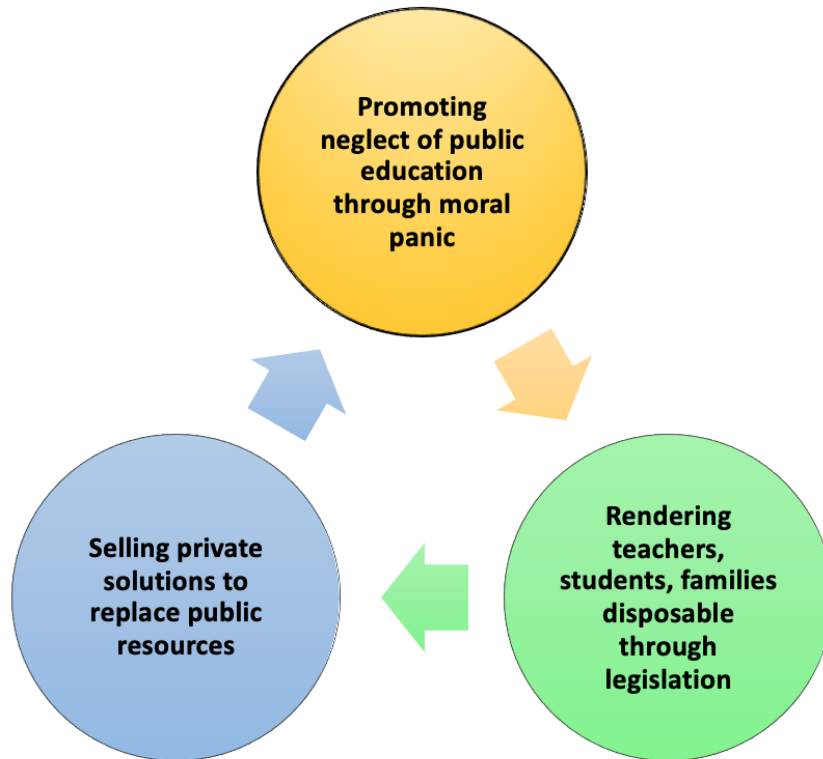 Promoting
neglect of public
education
through moral
panic
Selling private
solutions to
replace public
resources
Rendering
teachers,
students, families
disposable
through
legislation